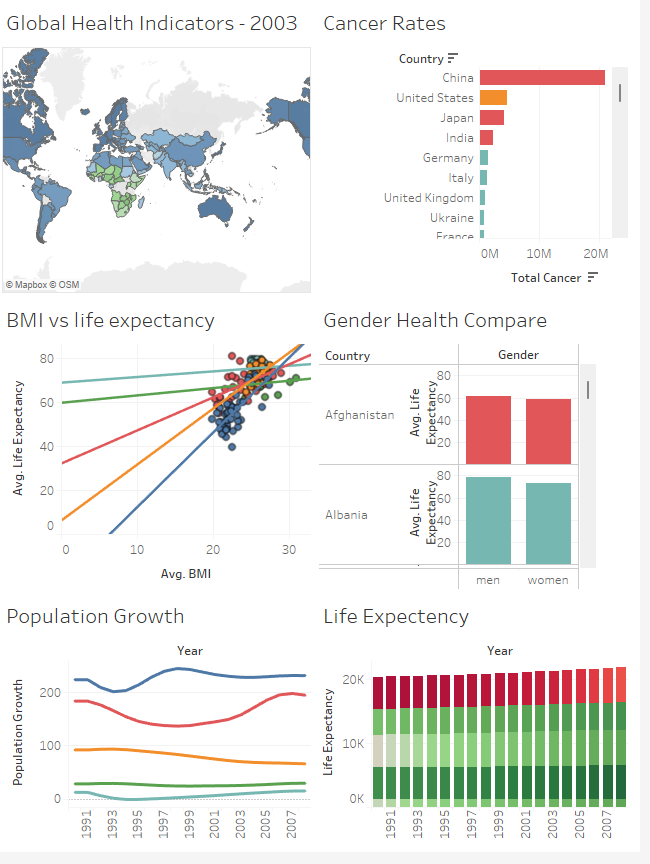 Global Health Indicators - 2003
© Mapbox © OSM
Cancer Rates
Country
China
United States
Japan
India
Germany
Italy
United Kingdom
Ukraine
France
0M 10M 20M
Total Cancer
BMI vs life expectancy
Avg. Life Expectancy
80
60
40
20
0
0 10 20 30
Avg. BMI
Gender Health Compare
Country Gender
Afghanistan
Avg. Life
Expectancy
80
60
40
20
Albania
Avg. Life
Expectancy
80
60
40
20
men women
Population Growth
Year
Population Growth
200
100
0
1991 1993 1995 1997 1999 2001 2003 2005 2007
Life Expectency
Year
Life Expectancy
20K
10K
0K
1991 1993 1995 1997 1999 2001 2003 2005 2007